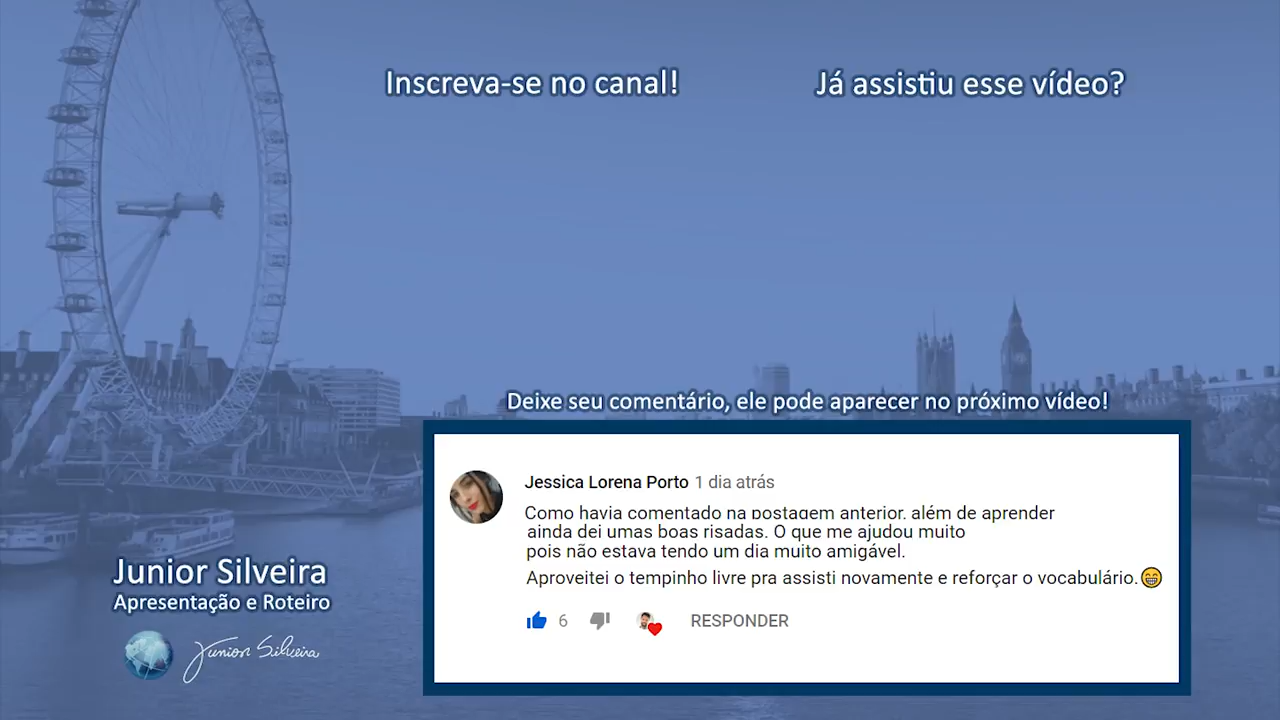 Inscreva-se no canal!
Já assistiu esse vídeo?
Deixe seu comentário, ele pode aparecer no próximo vídeo!
Jessica Lorena Porto 1 dia atrás
Como havia comentado na postagem anterior, além de aprender
ainda dei umas boas risadas. O que me ajudou muito
pois não estava tendo um dia muito amigável.
Aproveitei o tempinho livre pra assisti novamente e reforçar o vocabulário.😁
6
RESPONDER
Junior Silveira
Apresentação e Roteiro
Junior Silveira